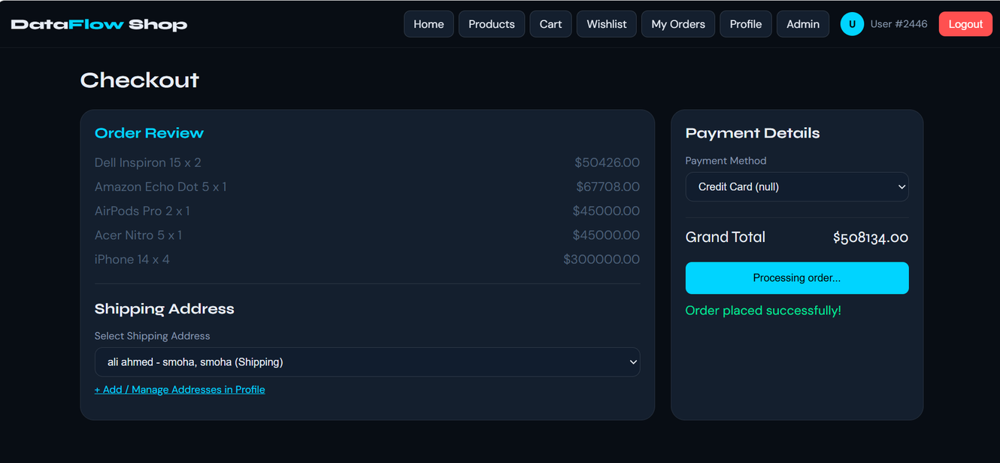 DataFlow Shop
Home Products Cart Wishlist My Orders Profile Admin U User #2446 Logout
Checkout
Order Review
Dell Inspiron 15 x 2 $50426.00
Amazon Echo Dot 5 x 1 $67708.00
AirPods Pro 2 x 1 $45000.00
Acer Nitro 5 x 1 $45000.00
iPhone 14 x 4 $300000.00
Shipping Address
Select Shipping Address
ali ahmed - smoha, smoha (Shipping)
+ Add / Manage Addresses in Profile
Payment Details
Payment Method
Credit Card (null)
Grand Total $508134.00
Processing order...
Order placed successfully!